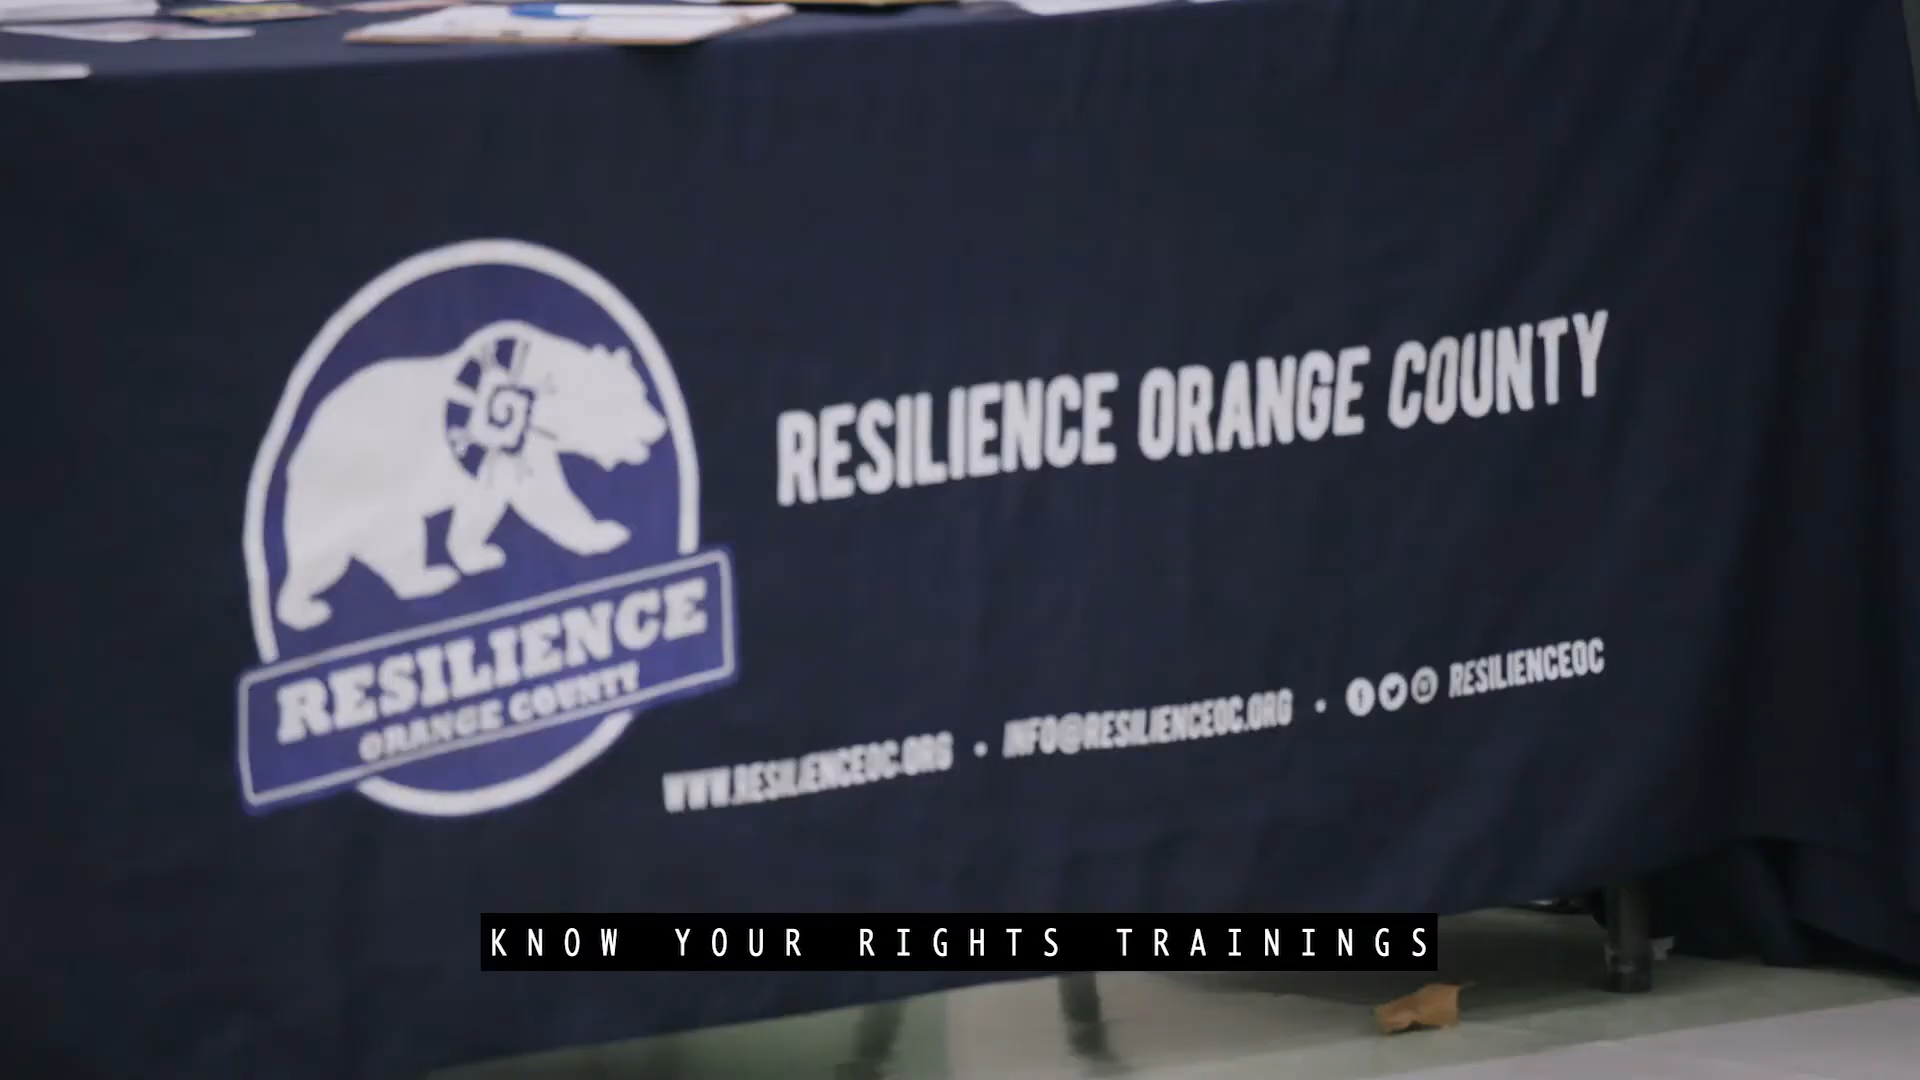 RESILIENCE ORANGE COUNTY
RESILIENCE
ORANGE COUNTY
WWW.RESILIENCEOC.ORG • INFO@RESILIENCEOC.ORG • RESILIENCEOC
KNOW YOUR RIGHTS TRAININGS